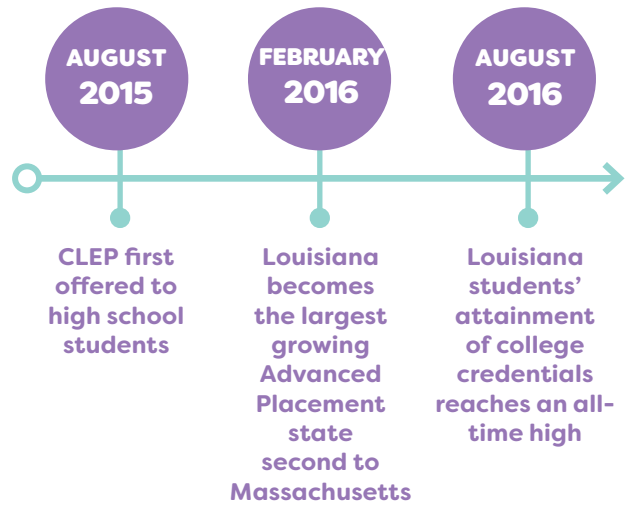 AUGUST
2015
CLEP first
offered to
high school
students
FEBRUARY
2016
Louisiana
becomes
the largest
growing
Advanced
Placement
state
second to
Massachusetts
AUGUST
2016
Louisiana
students’
attainment
of college
credentials
reaches an all-
time high